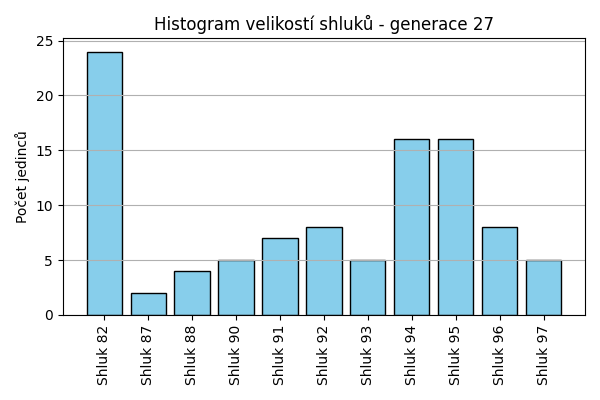 Histogram velikostí shluků - generace 27
Počet jedinců
25
20
15
10
5
0
Shluk 82
Shluk 87
Shluk 88
Shluk 90
Shluk 91
Shluk 92
Shluk 93
Shluk 94
Shluk 95
Shluk 96
Shluk 97